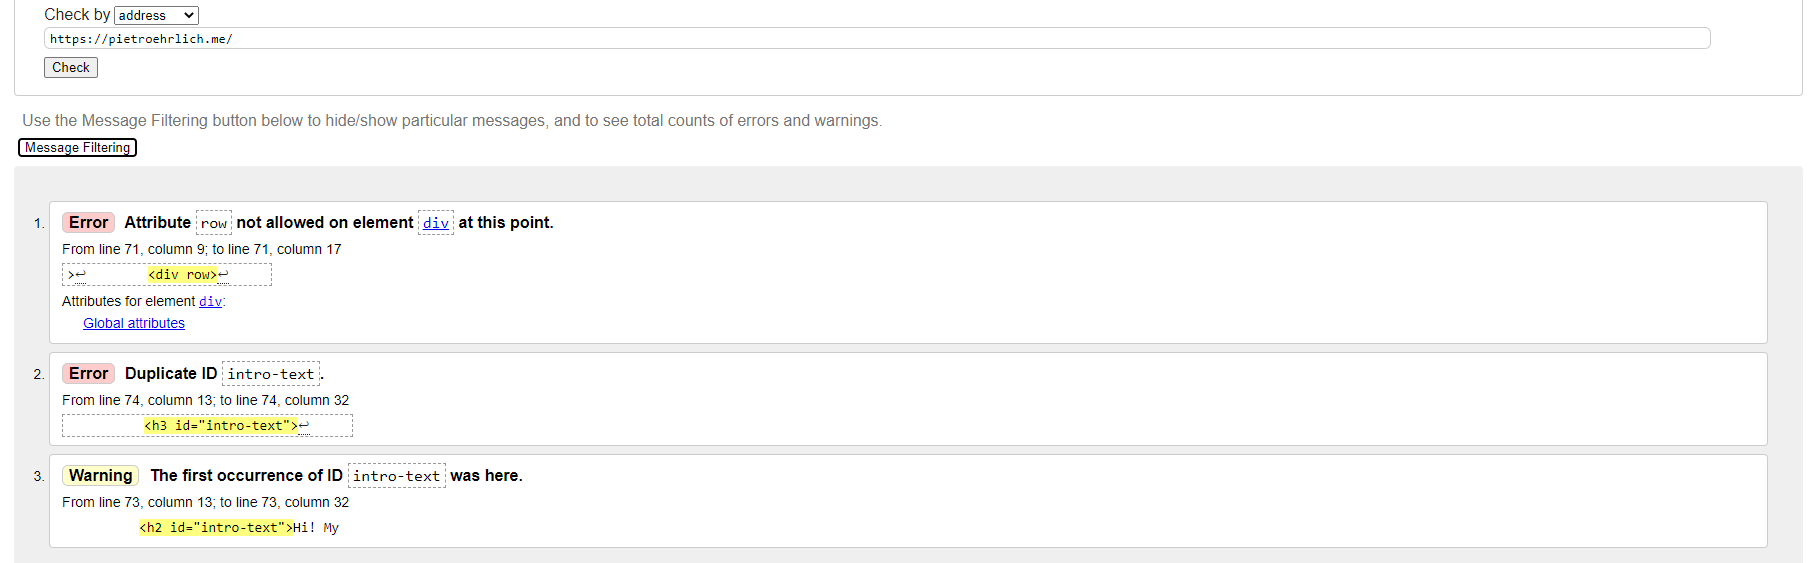 Check by address
https://pietroehrlich.me/
Check
Use the Message Filtering button below to hide/show particular messages, and to see total counts of errors and warnings.
Message Filtering
1. Error Attribute row not allowed on element div at this point.
From line 71, column 9; to line 71, column 17
>↩ <div row>↩
Attributes for element div:
Global attributes
2. Error Duplicate ID intro-text.
From line 74, column 13; to line 74, column 32
<h3 id="intro-text">↩
3. Warning The first occurrence of ID intro-text was here.
From line 73, column 13; to line 73, column 32
<h2 id="intro-text">Hi! My